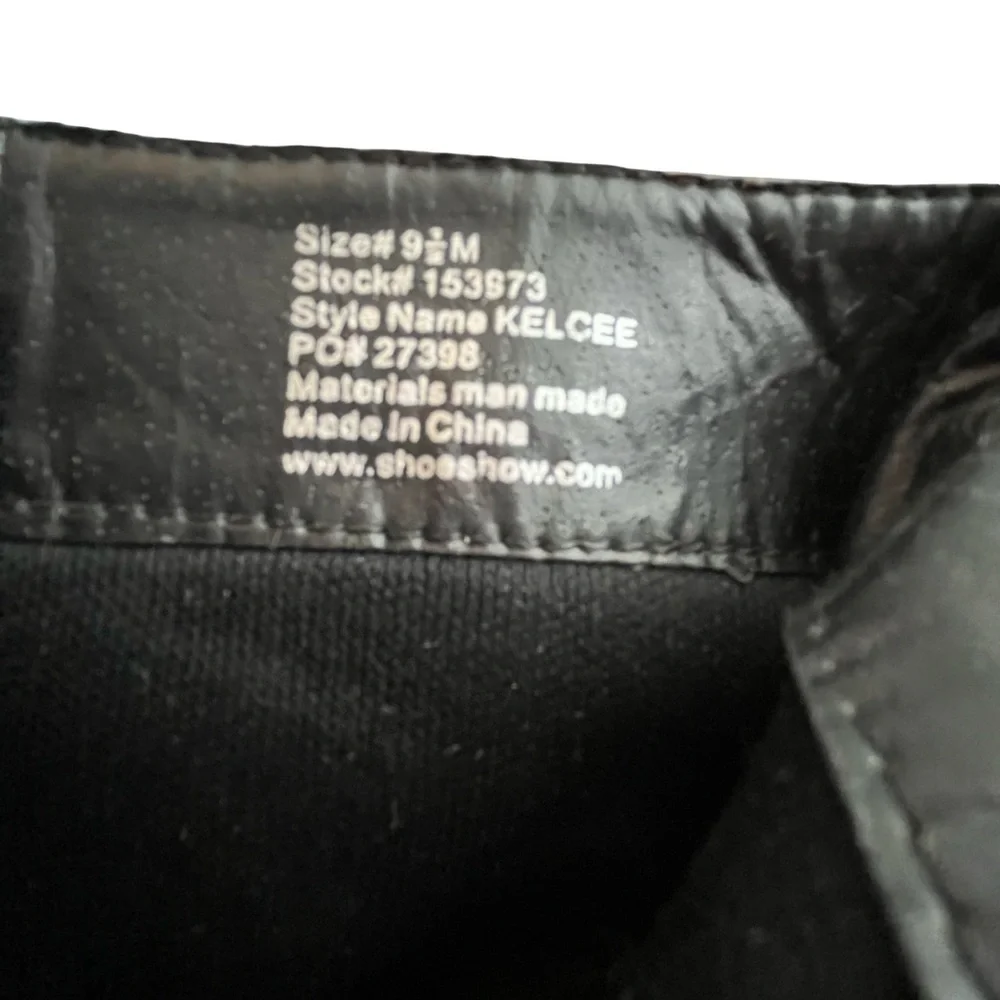 Size# 9½M
Stock# 153973
Style Name KELCEE
PO# 27398
Materials man made
Made in China
www.shoeshow.com